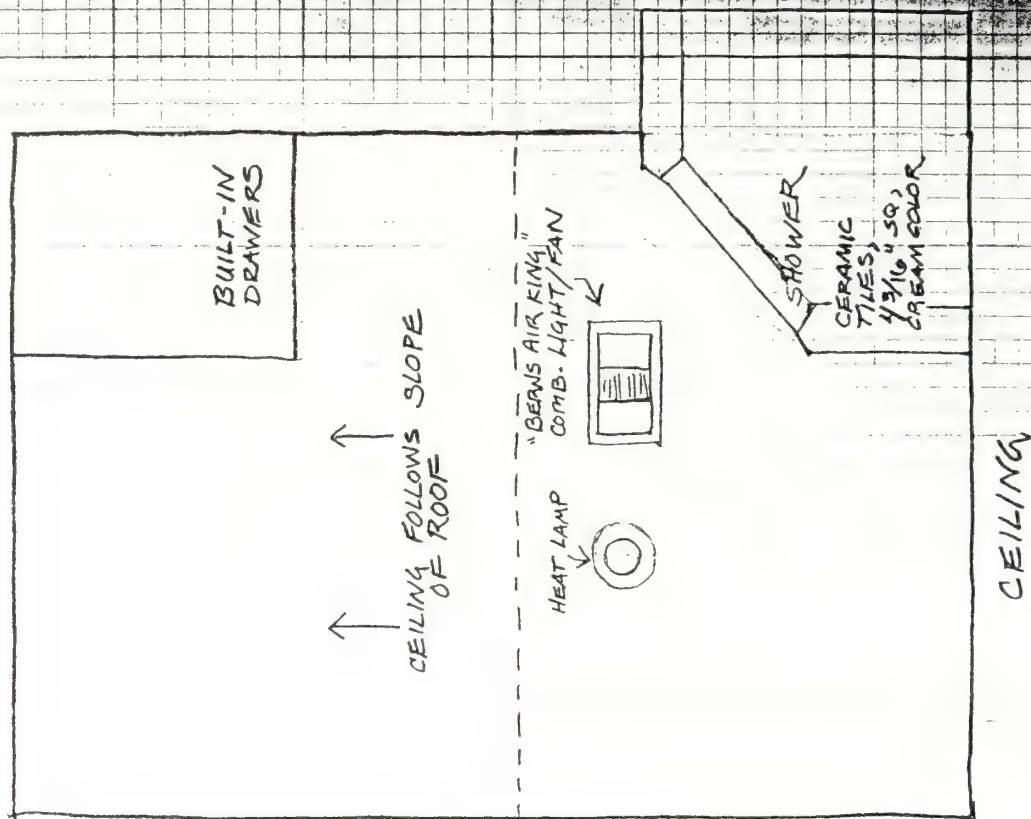 BUILT-IN
DRAWERS
CEILING FOLLOWS SLOPE
OF ROOF
"BERNS AIR KING"
COMB. LIGHT/FAN
HEAT LAMP
SHOWER
CERAMIC
TILES,
4 3/16" SQ,
CREAM COLOR
CEILING